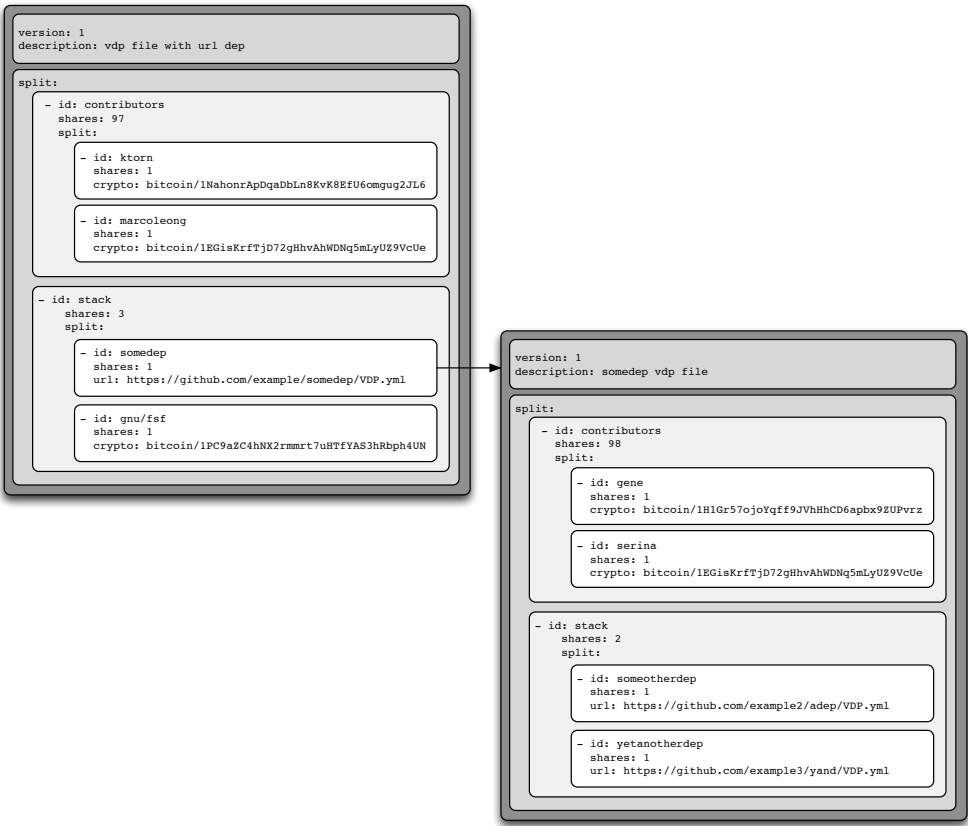 version: 1
description: vdp file with url dep
split:
- id: contributors
shares: 97
split:
- id: ktorn
shares: 1
crypto: bitcoin/1NahonrApDqaDbLn8KvK8EfU6omgug2JL6
- id: marcoleong
shares: 1
crypto: bitcoin/1EGisKrfTjD72gHhvAhWDNq5mLyUZ9VcUe
- id: stack
shares: 3
split:
- id: somedep
shares: 1
url: https://github.com/example/somedep/VDP.yml
- id: gnu/fsf
shares: 1
crypto: bitcoin/1PC9aZC4hNX2rmmrt7uHTfYAS3hRbph4UN
version: 1
description: somedep vdp file
split:
- id: contributors
shares: 98
split:
- id: gene
shares: 1
crypto: bitcoin/1H1Gr57ojoYqff9JVhHhCD6apbx9ZUPvrz
- id: serina
shares: 1
crypto: bitcoin/1EGisKrfTjD72gHhvAhWDNq5mLyUZ9VcUe
- id: stack
shares: 2
split:
- id: someotherdep
shares: 1
url: https://github.com/example2/adep/VDP.yml
- id: yetanotherdep
shares: 1
url: https://github.com/example3/yand/VDP.yml